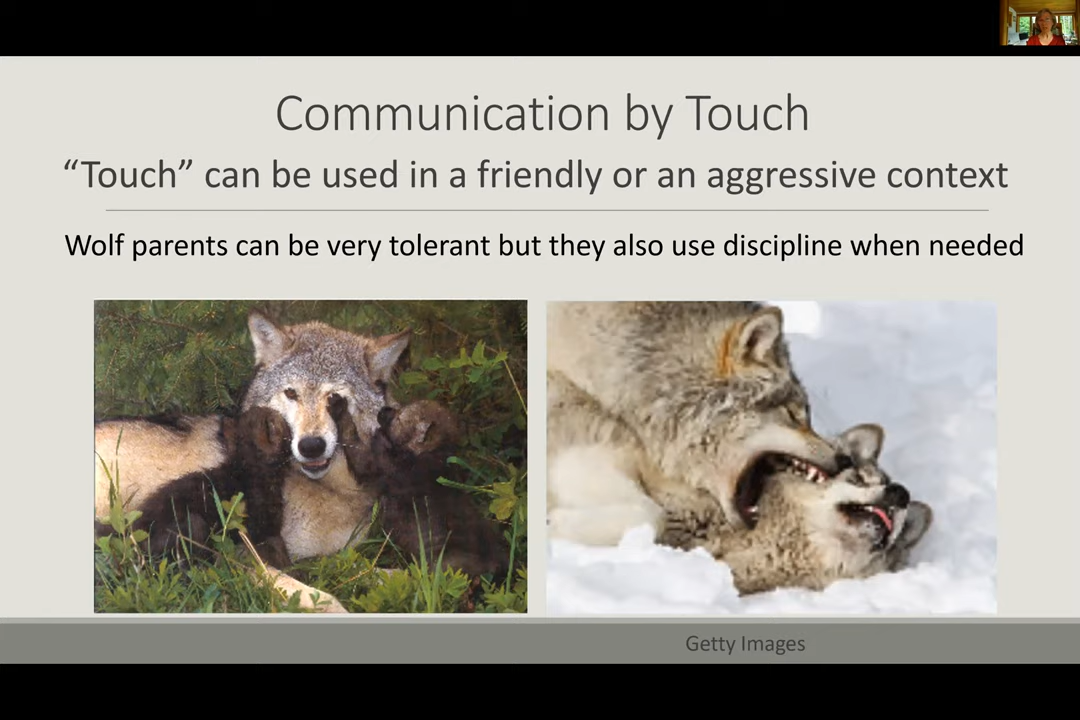 Communication by Touch
“Touch” can be used in a friendly or an aggressive context
Wolf parents can be very tolerant but they also use discipline when needed
Getty Images